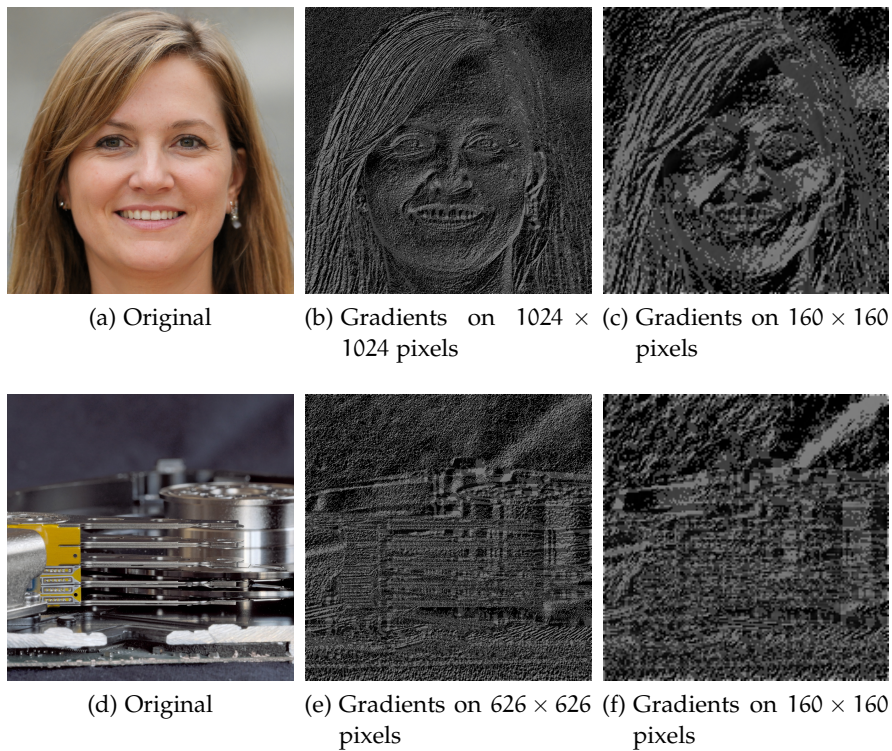 (a) Original
(b) Gradients on 1024 ×
1024 pixels
(c) Gradients on 160 × 160
pixels
(d) Original
(e) Gradients on 626 × 626
pixels
(f) Gradients on 160 × 160
pixels